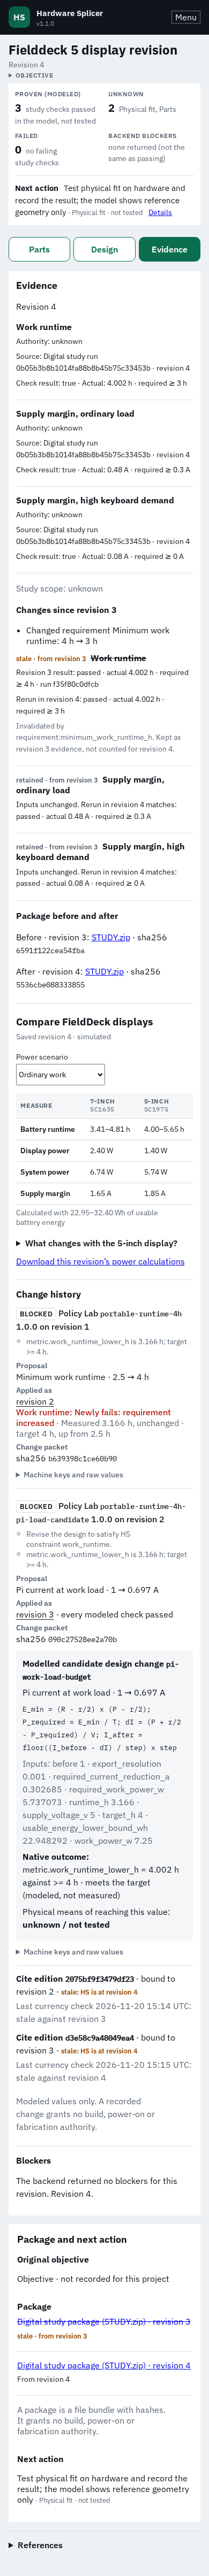 HS
Hardware Splicer
v1.1.0
Menu
Fielddeck 5 display revision
Revision 4
▶ OBJECTIVE
PROVEN (MODELED)
3 study checks passed
in the model, not tested
UNKNOWN
2 Physical fit, Parts
FAILED
0 no failing
study checks
BACKEND BLOCKERS
none returned (not the
same as passing)
Next action Test physical fit on hardware and
record the result; the model shows reference
geometry only · Physical fit · not tested Details
Parts
Design
Evidence
Evidence
Revision 4
Work runtime
Authority: unknown
Source: Digital study run
0b05b3b8b1014fa88b8b45b75c33453b · revision 4
Check result: true · Actual: 4.002 h · required ≥ 3 h
Supply margin, ordinary load
Authority: unknown
Source: Digital study run
0b05b3b8b1014fa88b8b45b75c33453b · revision 4
Check result: true · Actual: 0.48 A · required ≥ 0.3 A
Supply margin, high keyboard demand
Authority: unknown
Source: Digital study run
0b05b3b8b1014fa88b8b45b75c33453b · revision 4
Check result: true · Actual: 0.08 A · required ≥ 0 A
Study scope: unknown
Changes since revision 3
• Changed requirement Minimum work
runtime: 4 h → 3 h
stale · from revision 3 Work runtime
Revision 3 result: passed · actual 4.002 h · required
≥ 4 h · run f35f80c0dfcb
Rerun in revision 4: passed · actual 4.002 h ·
required ≥ 3 h
Invalidated by
requirement:minimum_work_runtime_h. Kept as
revision 3 evidence, not counted for revision 4.
retained · from revision 3 Supply margin,
ordinary load
Inputs unchanged. Rerun in revision 4 matches:
passed · actual 0.48 A · required ≥ 0.3 A
retained · from revision 3 Supply margin, high
keyboard demand
Inputs unchanged. Rerun in revision 4 matches:
passed · actual 0.08 A · required ≥ 0 A
Package before and after
Before · revision 3: STUDY.zip · sha256
6591f122cea54fba
After · revision 4: STUDY.zip · sha256
5536cbe088333855
Compare FieldDeck displays
Saved revision 4 · simulated
Power scenario
Ordinary work
MEASURE 7-INCH SC1635 5-INCH SC1975
Battery runtime 3.41–4.81 h 4.00–5.65 h
Display power 2.40 W 1.40 W
System power 6.74 W 5.74 W
Supply margin 1.65 A 1.85 A
Calculated with 22.95–32.40 Wh of usable
battery energy
▶ What changes with the 5-inch display?
Download this revision's power calculations
Change history
BLOCKED Policy Lab portable-runtime-4h
1.0.0 on revision 1
◦ metric.work_runtime_lower_h is 3.166 h; target
>= 4 h.
Proposal
Minimum work runtime · 2.5 → 4 h
Applied as
revision 2
Work runtime: Newly fails: requirement
increased · Measured 3.166 h, unchanged ·
target 4 h, up from 2.5 h
Change packet
sha256 b639398c1ce60b90
▶ Machine keys and raw values
BLOCKED Policy Lab portable-runtime-4h-
pi-load-candidate 1.0.0 on revision 2
◦ Revise the design to satisfy HS
constraint work_runtime.
◦ metric.work_runtime_lower_h is 3.166 h; target
>= 4 h.
Proposal
Pi current at work load · 1 → 0.697 A
Applied as
revision 3 · every modeled check passed
Change packet
sha256 090c27528ee2a70b
Modeled candidate design change pi-
work-load-budget
Pi current at work load · 1 → 0.697 A
E_min = (R - r/2) x (P - r/2);
P_required = E_min / T; dI = (P + r/2
- P_required) / V; I_after =
floor((I_before - dI) / step) x step
Inputs: before 1 · export_resolution
0.001 · required_current_reduction_a
0.302685 · required_work_power_w
5.737073 · runtime_h 3.166 ·
supply_voltage_v 5 · target_h 4 ·
usable_energy_lower_bound_wh
22.948292 · work_power_w 7.25
Native outcome:
metric.work_runtime_lower_h = 4.002 h
against >= 4 h · meets the target
(modeled, not measured)
Physical means of reaching this value:
unknown / not tested
▶ Machine keys and raw values
Cite edition 2075bf9f3479df23 · bound to
revision 2 · stale: HS is at revision 4
Last currency check 2026-11-20 15:14 UTC:
stale against revision 3
Cite edition d3e58c9a48049ea4 · bound to
revision 3 · stale: HS is at revision 4
Last currency check 2026-11-20 15:15 UTC:
stale against revision 4
Modeled values only. A recorded
change grants no build, power-on or
fabrication authority.
Blockers
The backend returned no blockers for this
revision. Revision 4.
Package and next action
Original objective
Objective · not recorded for this project
Package
Digital study package (STUDY.zip) · revision 3
stale · from revision 3
Digital study package (STUDY.zip) · revision 4
From revision 4
A package is a file bundle with hashes.
It grants no build, power-on or
fabrication authority.
Next action
Test physical fit on hardware and record the
result; the model shows reference geometry
only · Physical fit · not tested
▶ References